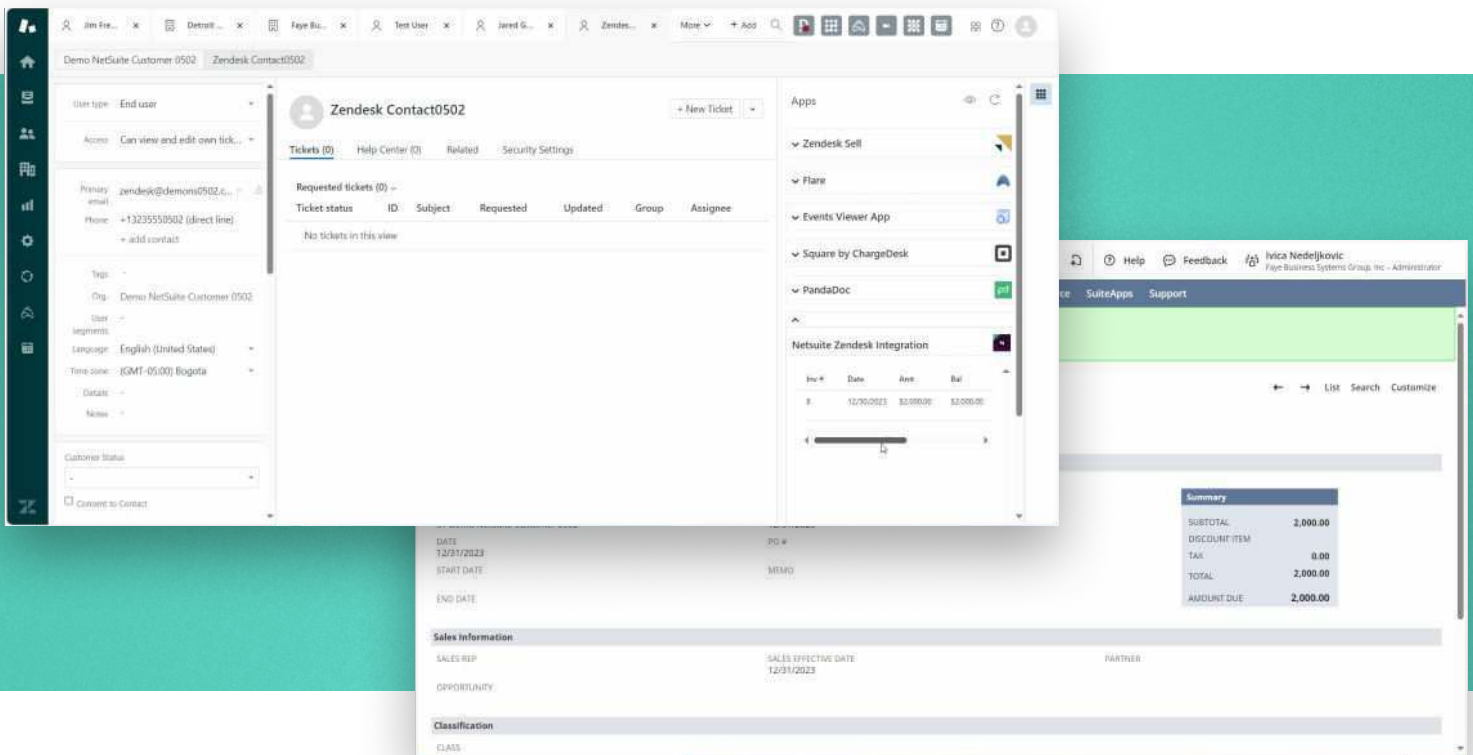 Jim Fre... x Detroit ... x Faye Bu... x Test User x Jared G... x Zendes... x More + Add
Demo NetSuite Customer 0502 Zendesk Contact0502
User type End user
Access Can view and edit own tick...
Primary email zendesk@demons0502.c...
Phone +13235550502 (direct line)
+ add contact
Tags -
Org. Demo NetSuite Customer 0502
User segments -
Language English (United States)
Time zone (GMT-05:00) Bogota
Details -
Notes -
Customer Status
-
Consent to Contact
Zendesk Contact0502
+ New Ticket
Tickets (0) Help Center (0) Related Security Settings
Requested tickets (0)
Ticket status ID Subject Requested Updated Group Assignee
No tickets in this view
Apps
Zendesk Sell
Flare
Events Viewer App
Square by ChargeDesk
PandaDoc
pd
Netsuite Zendesk Integration
Inv # Date Amt Bal
8 12/30/2023 $2,000.00 $2,000.00
Help Feedback Ivica Nedeljkovic
Faye Business Systems Group, Inc - Administrator
SuiteApps Support
List Search Customize
Summary
SUBTOTAL 2,000.00
DISCOUNT ITEM
TAX 0.00
TOTAL 2,000.00
AMOUNT DUE 2,000.00
DATE
12/31/2023
PO #
START DATE
MEMO
END DATE
Sales Information
SALES REP
SALES EFFECTIVE DATE
12/31/2023
PARTNER
OPPORTUNITY
Classification
CLASS